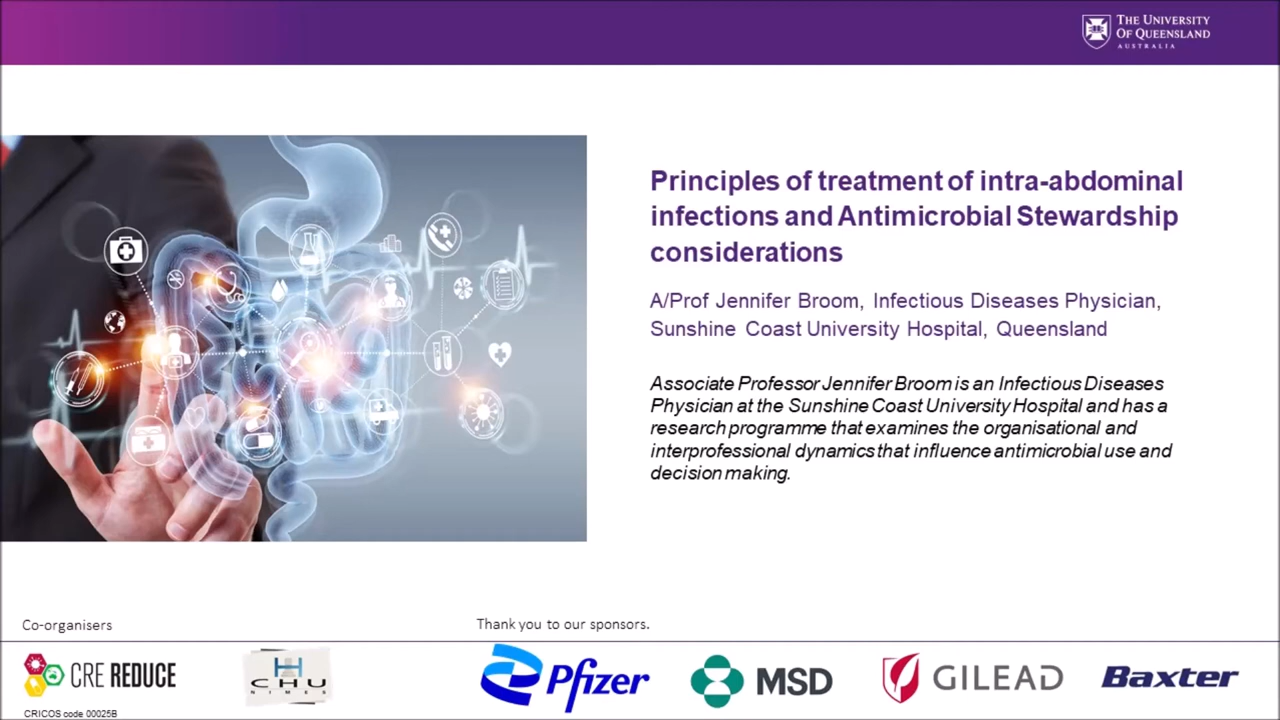 THE UNIVERSITY
OF QUEENSLAND
AUSTRALIA
Principles of treatment of intra-abdominal
infections and Antimicrobial Stewardship
considerations
A/Prof Jennifer Broom, Infectious Diseases Physician,
Sunshine Coast University Hospital, Queensland
Associate Professor Jennifer Broom is an Infectious Diseases
Physician at the Sunshine Coast University Hospital and has a
research programme that examines the organisational and
interprofessional dynamics that influence antimicrobial use and
decision making.
Co-organisers
Thank you to our sponsors.
CRE REDUCE
CHU
NIMES
Pfizer
MSD
GILEAD
Baxter
CRICOS code 00025B